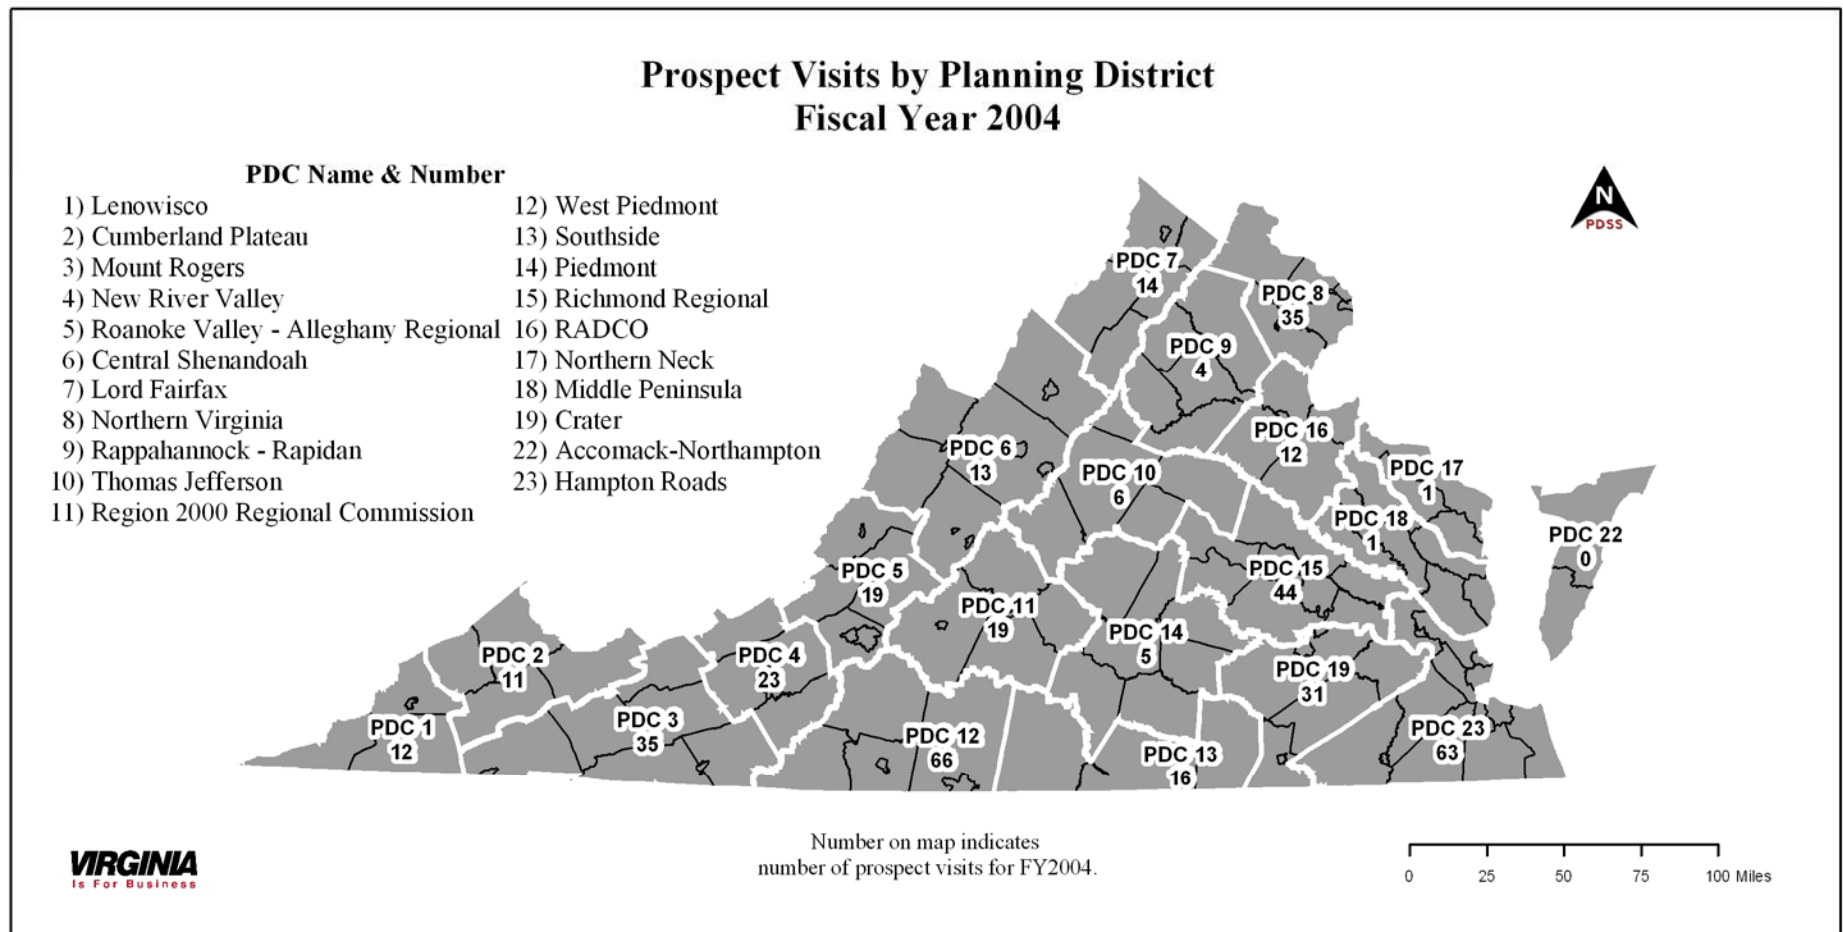 Prospect Visits by Planning District
Fiscal Year 2004
PDC Name & Number
1) Lenowisco
2) Cumberland Plateau
3) Mount Rogers
4) New River Valley
5) Roanoke Valley - Alleghany Regional
6) Central Shenandoah
7) Lord Fairfax
8) Northern Virginia
9) Rappahannock - Rapidan
10) Thomas Jefferson
11) Region 2000 Regional Commission
12) West Piedmont
13) Southside
14) Piedmont
15) Richmond Regional
16) RADCO
17) Northern Neck
18) Middle Peninsula
19) Crater
22) Accomack-Northampton
23) Hampton Roads
N
PDSS
PDC 7
14
PDC 8
35
PDC 9
4
PDC 16
12
PDC 6
13
PDC 10
6
PDC 17
1
PDC 18
1
PDC 22
0
PDC 5
19
PDC 15
44
PDC 11
19
PDC 14
5
PDC 2
11
PDC 4
23
PDC 19
31
PDC 1
12
PDC 3
35
PDC 12
66
PDC 13
16
PDC 23
63
Number on map indicates
number of prospect visits for FY2004.
VIRGINIA
Is For Business
0 25 50 75 100 Miles